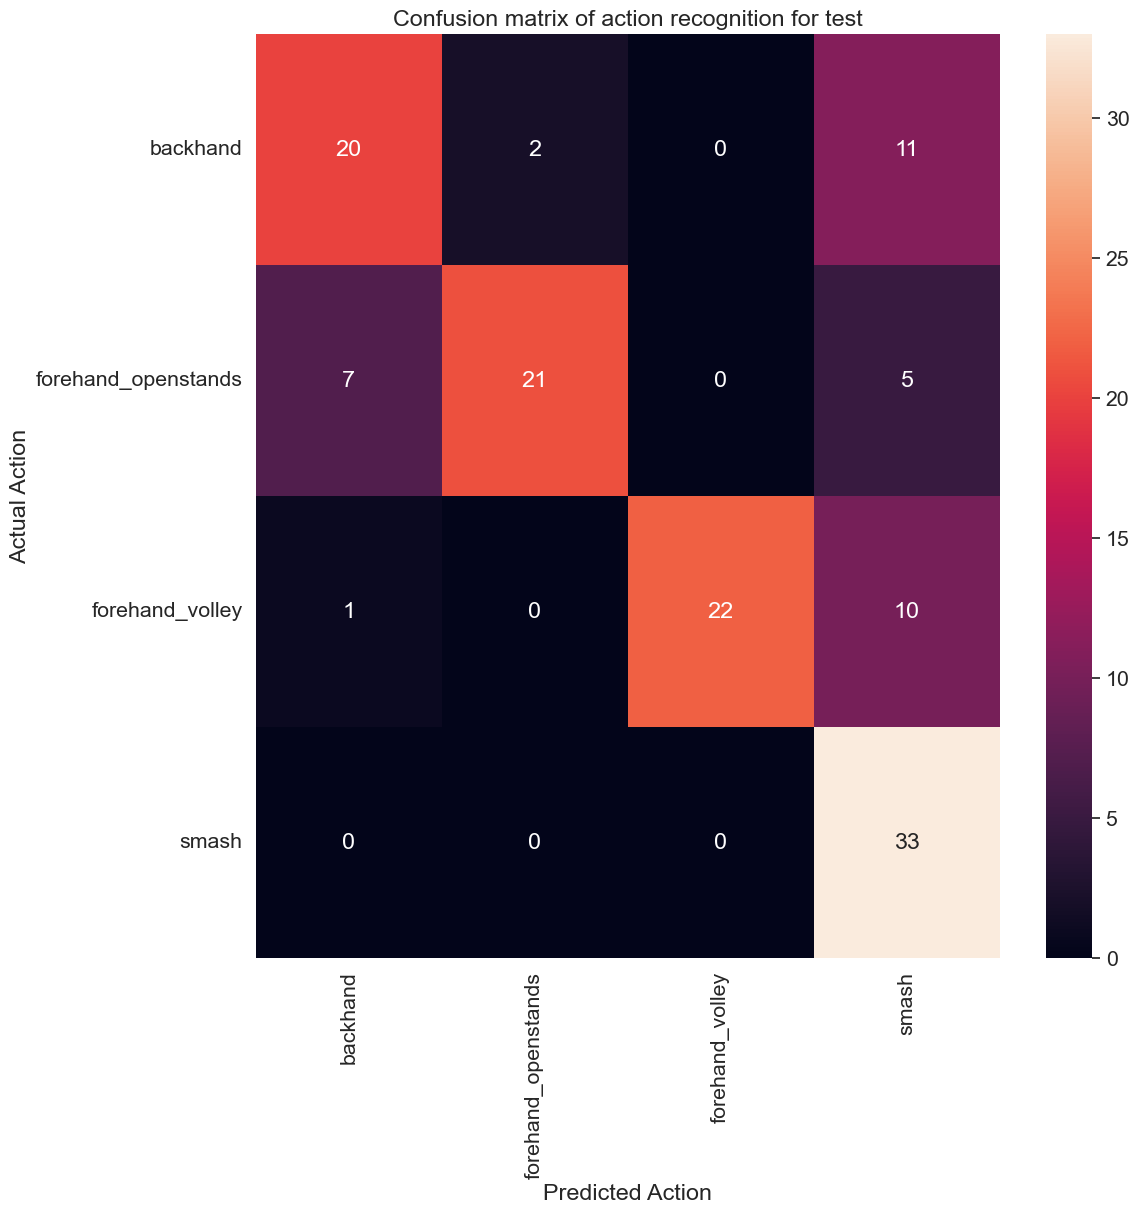 Confusion matrix of action recognition for test
backhand
20 2 0 11
forehand_openstands
7 21 0 5
forehand_volley
1 0 22 10
smash
0 0 0 33
Actual Action
backhand
forehand_openstands
forehand_volley
smash
Predicted Action
30
25
20
15
10
5
0